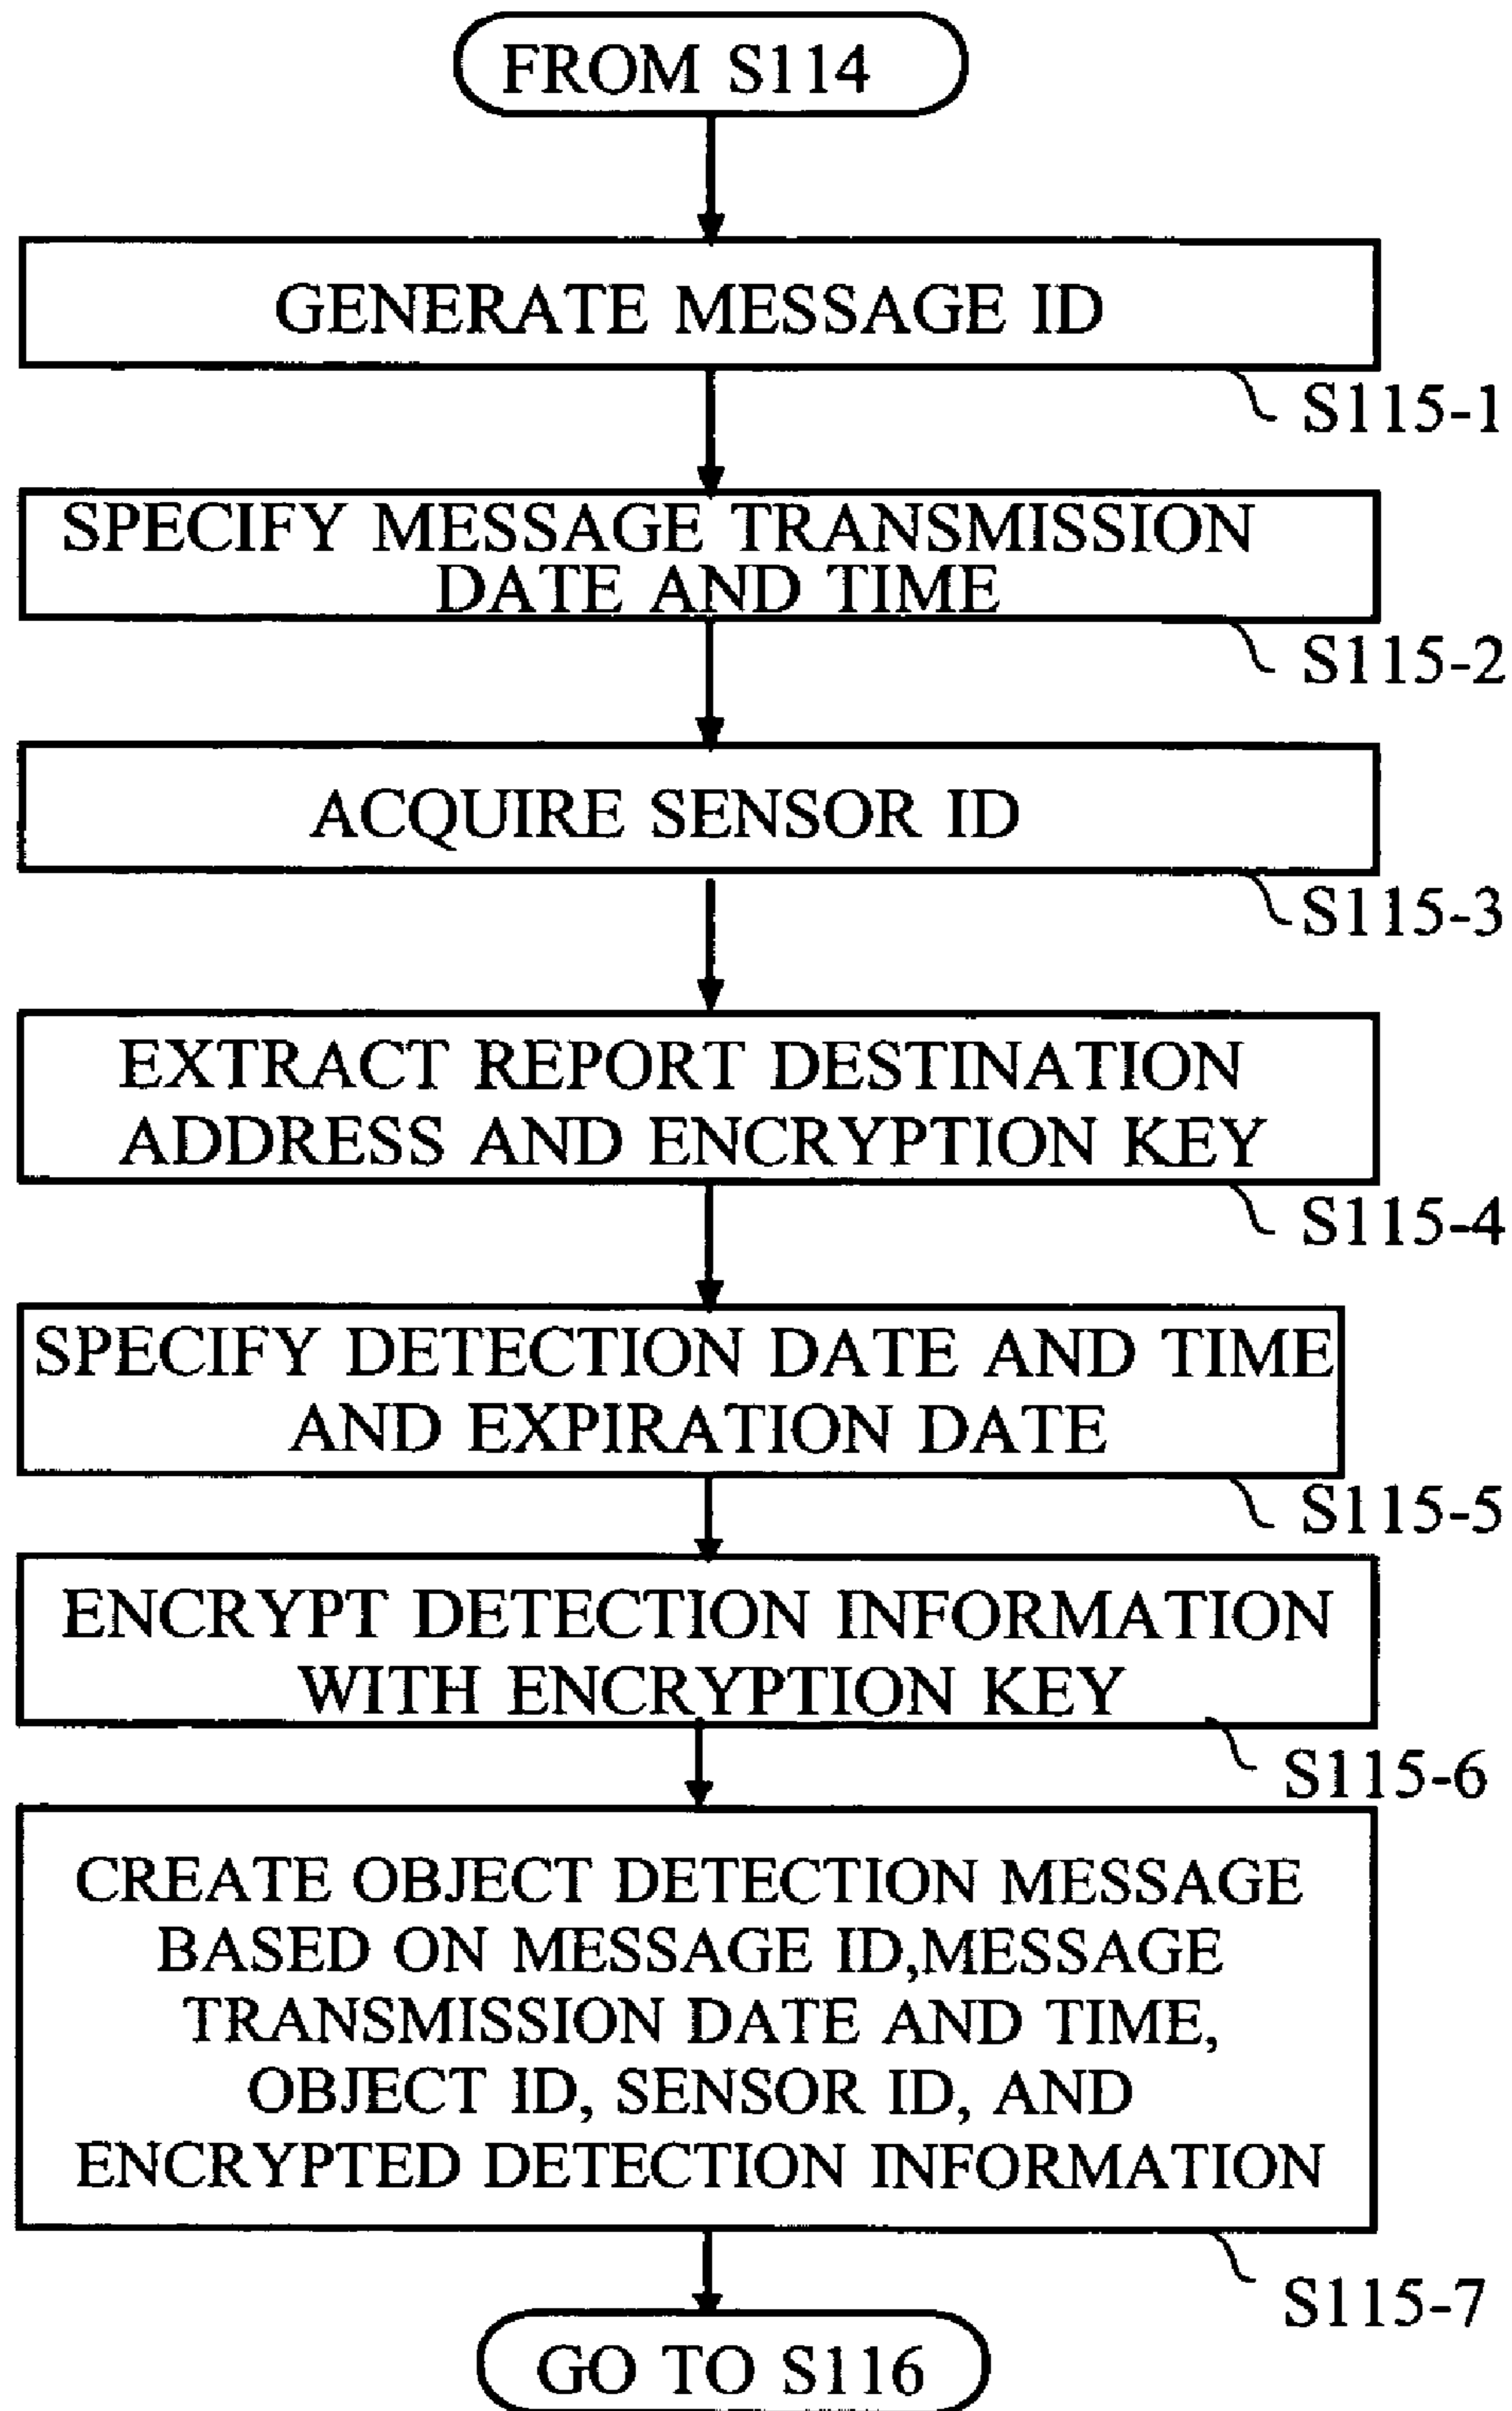 FROM S114
GENERATE MESSAGE ID
S115-1
SPECIFY MESSAGE TRANSMISSION
DATE AND TIME
S115-2
ACQUIRE SENSOR ID
S115-3
EXTRACT REPORT DESTINATION
ADDRESS AND ENCRYPTION KEY
S115-4
SPECIFY DETECTION DATE AND TIME
AND EXPIRATION DATE
S115-5
ENCRYPT DETECTION INFORMATION
WITH ENCRYPTION KEY
S115-6
CREATE OBJECT DETECTION MESSAGE
BASED ON MESSAGE ID,MESSAGE
TRANSMISSION DATE AND TIME,
OBJECT ID, SENSOR ID, AND
ENCRYPTED DETECTION INFORMATION
S115-7
GO TO S116